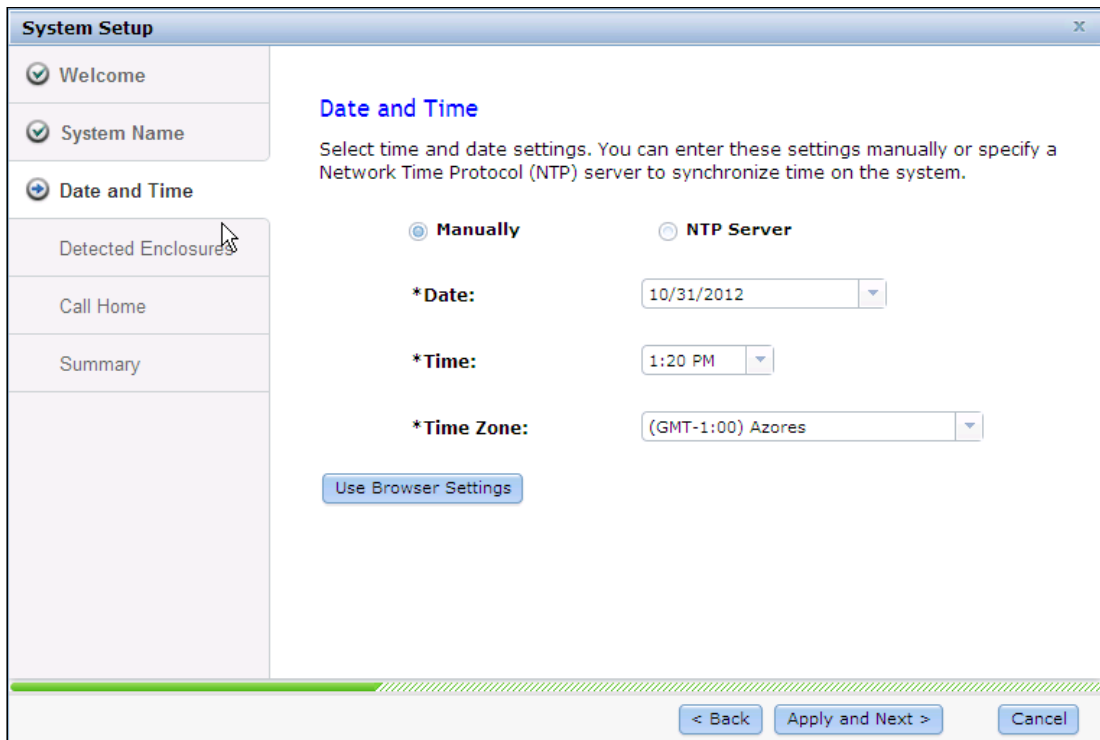 System Setup
x
Welcome
System Name
Date and Time
Detected Enclosures
Call Home
Summary
Date and Time
Select time and date settings. You can enter these settings manually or specify a
Network Time Protocol (NTP) server to synchronize time on the system.
Manually
NTP Server
*Date:
10/31/2012
*Time:
1:20 PM
*Time Zone:
(GMT-1:00) Azores
Use Browser Settings
< Back
Apply and Next >
Cancel